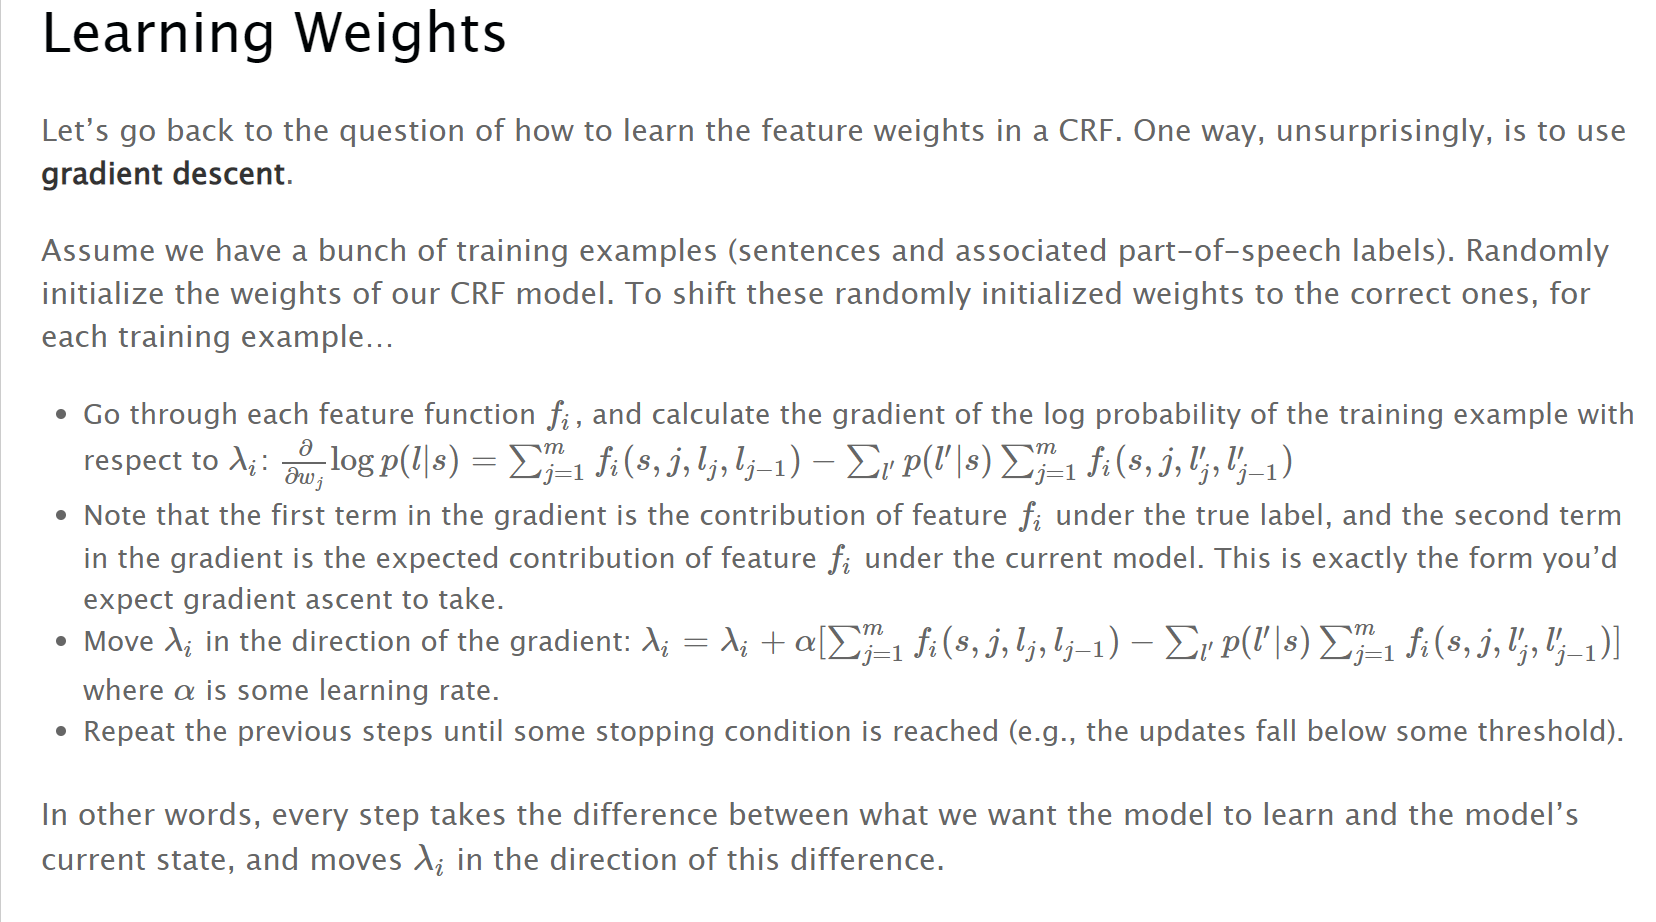 Learning Weights
Let’s go back to the question of how to learn the feature weights in a CRF. One way, unsurprisingly, is to use
gradient descent.
Assume we have a bunch of training examples (sentences and associated part-of-speech labels). Randomly
initialize the weights of our CRF model. To shift these randomly initialized weights to the correct ones, for
each training example…
• Go through each feature function $f_i$, and calculate the gradient of the log probability of the training example with
respect to $\lambda_i$: $\frac{\partial}{\partial w_j} \log p(l|s) = \sum_{j=1}^{m} f_i(s, j, l_j, l_{j-1}) - \sum_{l'} p(l'|s) \sum_{j=1}^{m} f_i(s, j, l'_j, l'_{j-1})$
• Note that the first term in the gradient is the contribution of feature $f_i$ under the true label, and the second term
in the gradient is the expected contribution of feature $f_i$ under the current model. This is exactly the form you’d
expect gradient ascent to take.
• Move $\lambda_i$ in the direction of the gradient: $\lambda_i = \lambda_i + \alpha[\sum_{j=1}^{m} f_i(s, j, l_j, l_{j-1}) - \sum_{l'} p(l'|s) \sum_{j=1}^{m} f_i(s, j, l'_j, l'_{j-1})]$
where $\alpha$ is some learning rate.
• Repeat the previous steps until some stopping condition is reached (e.g., the updates fall below some threshold).
In other words, every step takes the difference between what we want the model to learn and the model’s
current state, and moves $\lambda_i$ in the direction of this difference.